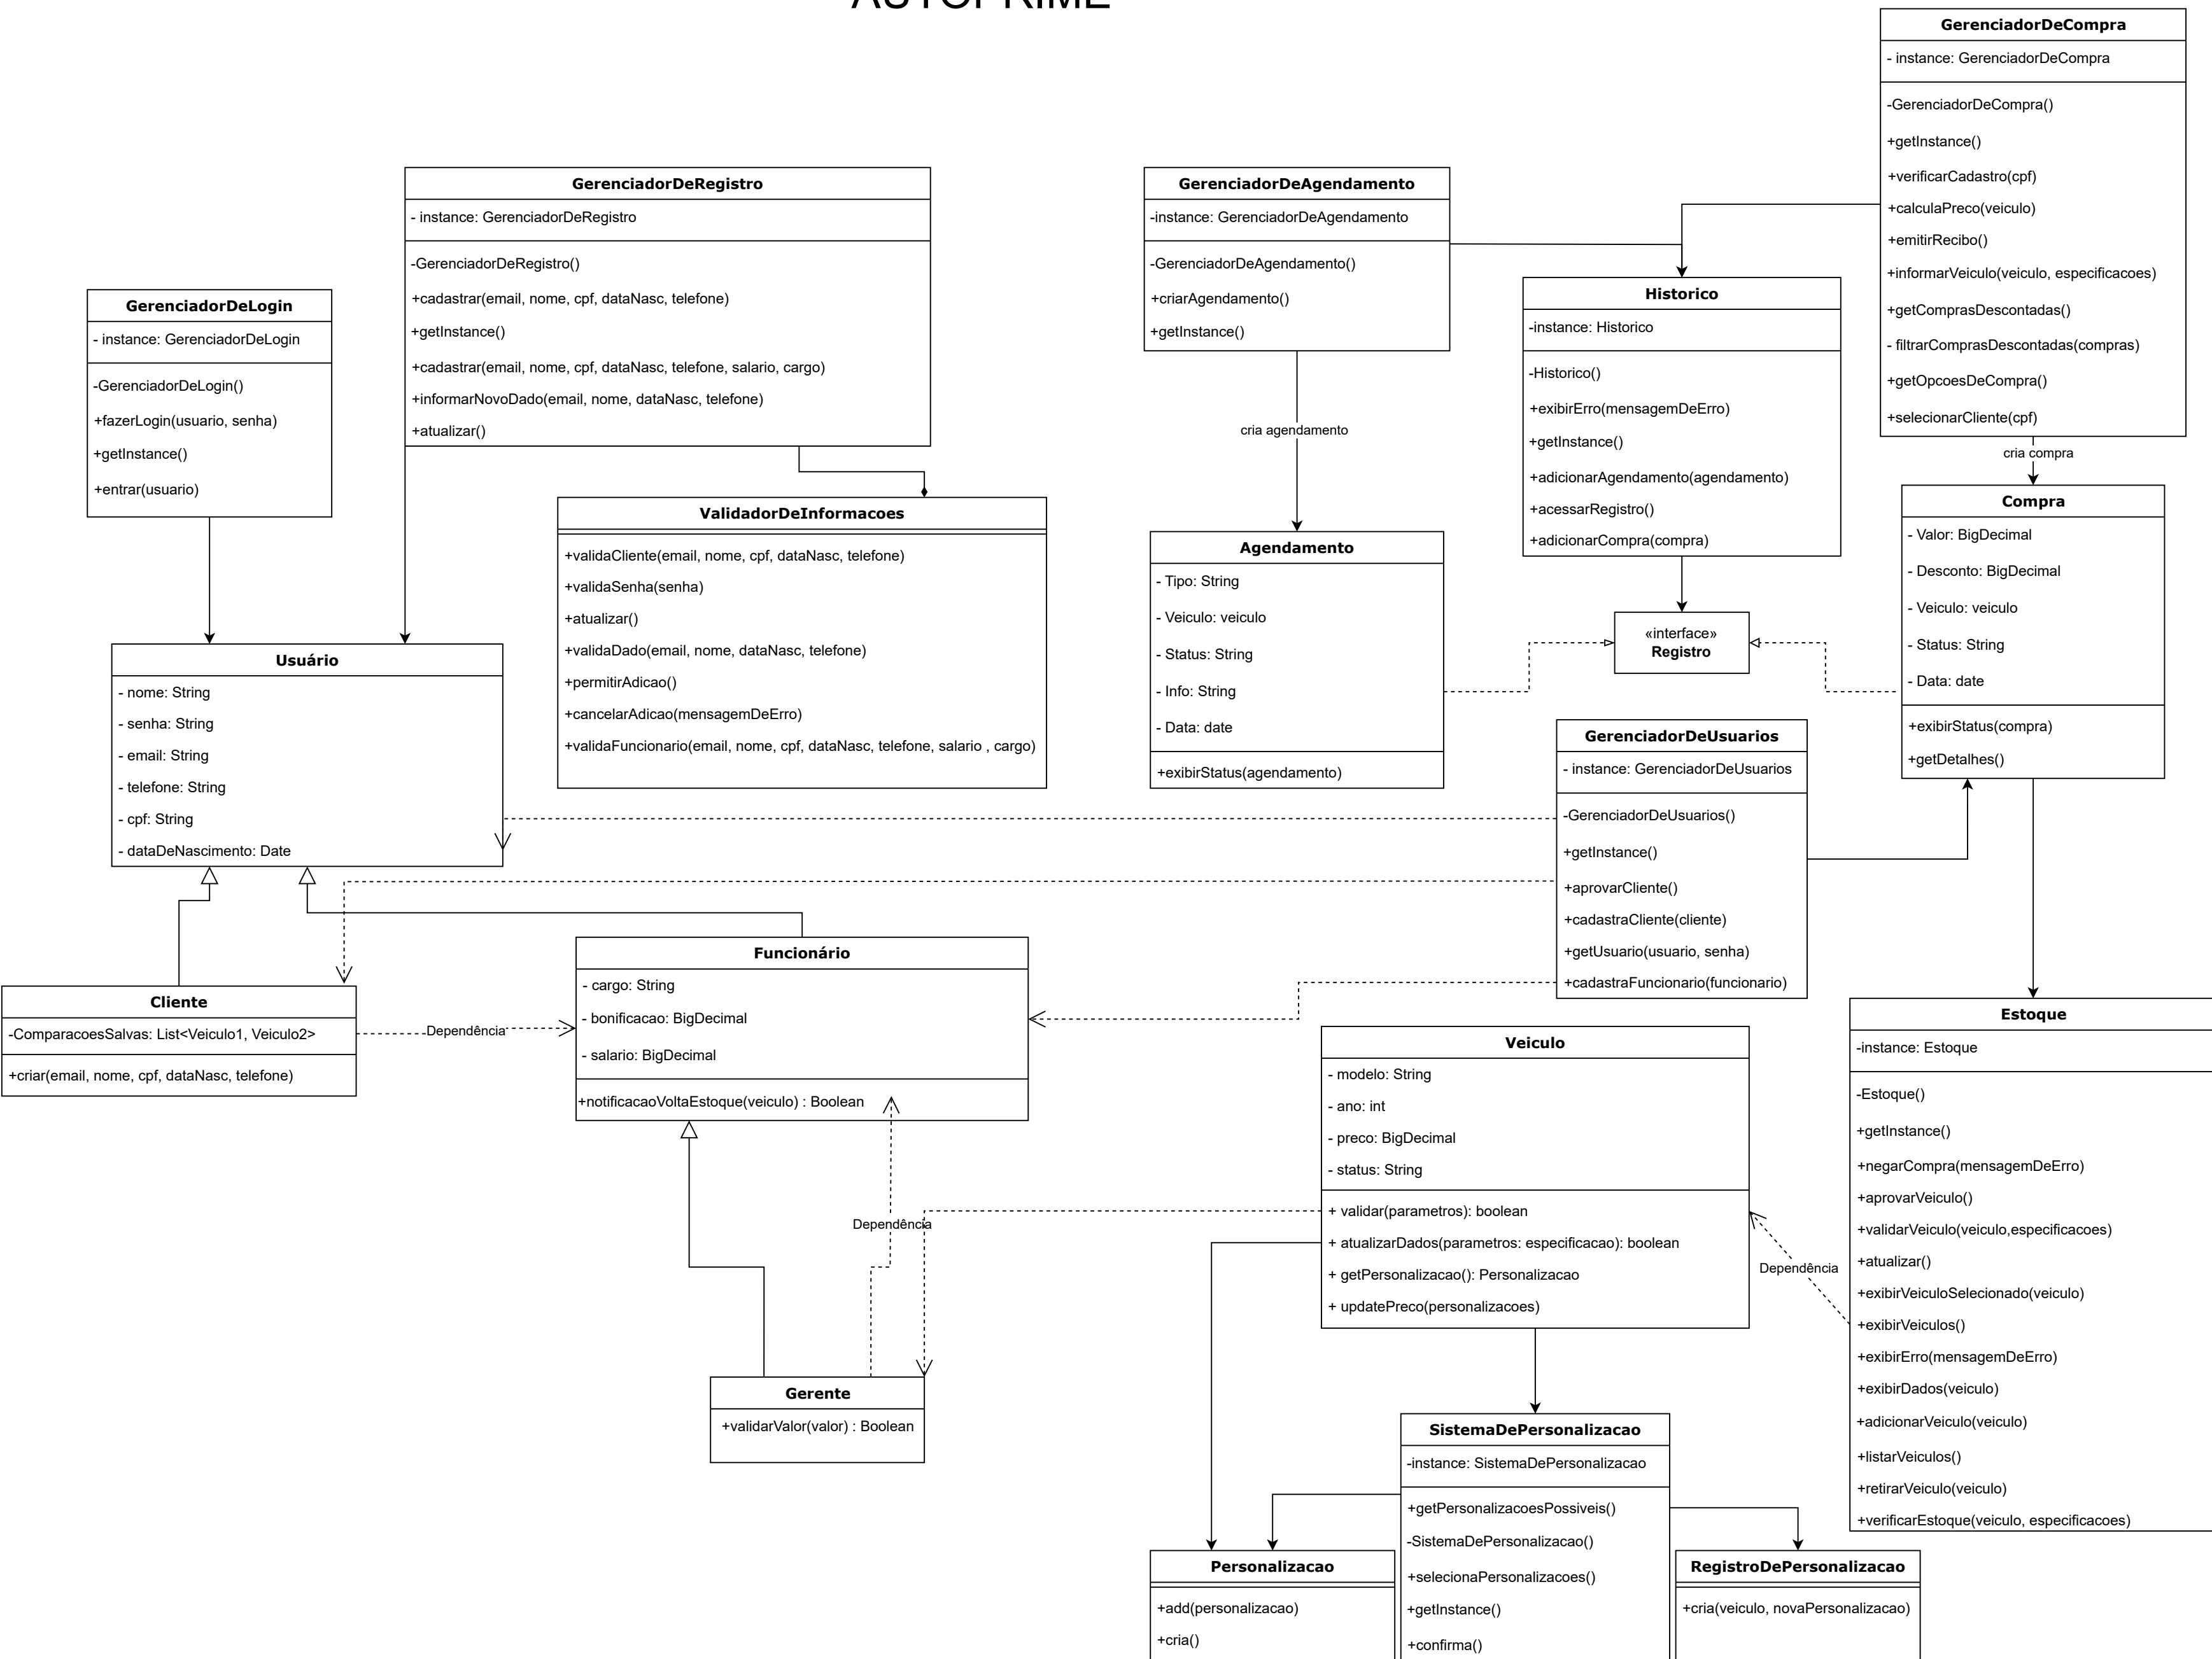 AUTOPRIME
GerenciadorDeCompra
- instance: GerenciadorDeCompra
-GerenciadorDeCompra()
+getInstance()
+verificarCadastro(cpf)
+calculaPreco(veiculo)
+emitirRecibo()
+informarVeiculo(veiculo, especificacoes)
+getComprasDescontadas()
- filtrarComprasDescontadas(compras)
+getOpcoesDeCompra()
+selecionarCliente(cpf)
cria compra
GerenciadorDeRegistro
- instance: GerenciadorDeRegistro
-GerenciadorDeRegistro()
+cadastrar(email, nome, cpf, dataNasc, telefone)
+getInstance()
+cadastrar(email, nome, cpf, dataNasc, telefone, salario, cargo)
+informarNovoDado(email, nome, dataNasc, telefone)
+atualizar()
GerenciadorDeAgendamento
-instance: GerenciadorDeAgendamento
-GerenciadorDeAgendamento()
+criarAgendamento()
+getInstance()
cria agendamento
Historico
-instance: Historico
-Historico()
+exibirErro(mensagemDeErro)
+getInstance()
+adicionarAgendamento(agendamento)
+acessarRegistro()
+adicionarCompra(compra)
GerenciadorDeLogin
- instance: GerenciadorDeLogin
-GerenciadorDeLogin()
+fazerLogin(usuario, senha)
+getInstance()
+entrar(usuario)
ValidadorDeInformacoes
+validaCliente(email, nome, cpf, dataNasc, telefone)
+validaSenha(senha)
+atualizar()
+validaDado(email, nome, dataNasc, telefone)
+permitirAdicao()
+cancelarAdicao(mensagemDeErro)
+validaFuncionario(email, nome, cpf, dataNasc, telefone, salario , cargo)
Agendamento
- Tipo: String
- Veiculo: veiculo
- Status: String
- Info: String
- Data: date
+exibirStatus(agendamento)
«interface»
Registro
Compra
- Valor: BigDecimal
- Desconto: BigDecimal
- Veiculo: veiculo
- Status: String
- Data: date
+exibirStatus(compra)
+getDetalhes()
Usuário
- nome: String
- senha: String
- email: String
- telefone: String
- cpf: String
- dataDeNascimento: Date
GerenciadorDeUsuarios
- instance: GerenciadorDeUsuarios
-GerenciadorDeUsuarios()
+getInstance()
+aprovarCliente()
+cadastraCliente(cliente)
+getUsuario(usuario, senha)
+cadastraFuncionario(funcionario)
Cliente
-ComparacoesSalvas: List<Veiculo1, Veiculo2>
+criar(email, nome, cpf, dataNasc, telefone)
Dependência
Funcionário
- cargo: String
- bonificacao: BigDecimal
- salario: BigDecimal
+notificacaoVoltaEstoque(veiculo) : Boolean
Dependência
Gerente
+validarValor(valor) : Boolean
Veiculo
- modelo: String
- ano: int
- preco: BigDecimal
- status: String
+ validar(parametros): boolean
+ atualizarDados(parametros: especificacao): boolean
+ getPersonalizacao(): Personalizacao
+ updatePreco(personalizacoes)
Dependência
Estoque
-instance: Estoque
-Estoque()
+getInstance()
+negarCompra(mensagemDeErro)
+aprovarVeiculo()
+validarVeiculo(veiculo,especificacoes)
+atualizar()
+exibirVeiculoSelecionado(veiculo)
+exibirVeiculos()
+exibirErro(mensagemDeErro)
+exibirDados(veiculo)
+adicionarVeiculo(veiculo)
+listarVeiculos()
+retirarVeiculo(veiculo)
+verificarEstoque(veiculo, especificacoes)
SistemaDePersonalizacao
-instance: SistemaDePersonalizacao
+getPersonalizacoesPossiveis()
-SistemaDePersonalizacao()
+selecionaPersonalizacoes()
+getInstance()
+confirma()
Personalizacao
+add(personalizacao)
+cria()
RegistroDePersonalizacao
+cria(veiculo, novaPersonalizacao)